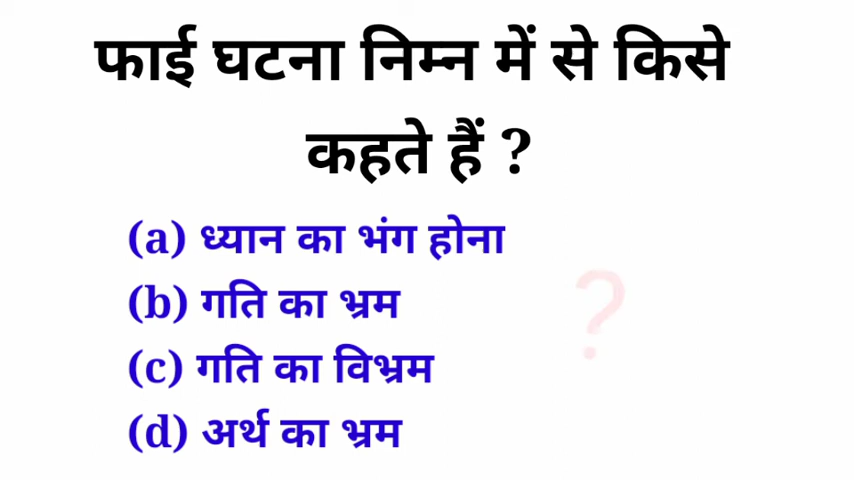 फाई घटना निम्न में से किसे
कहते हैं ?
(a) ध्यान का भंग होना
(b) गति का भ्रम
?
(c) गति का विभ्रम
(d) अर्थ का भ्रम